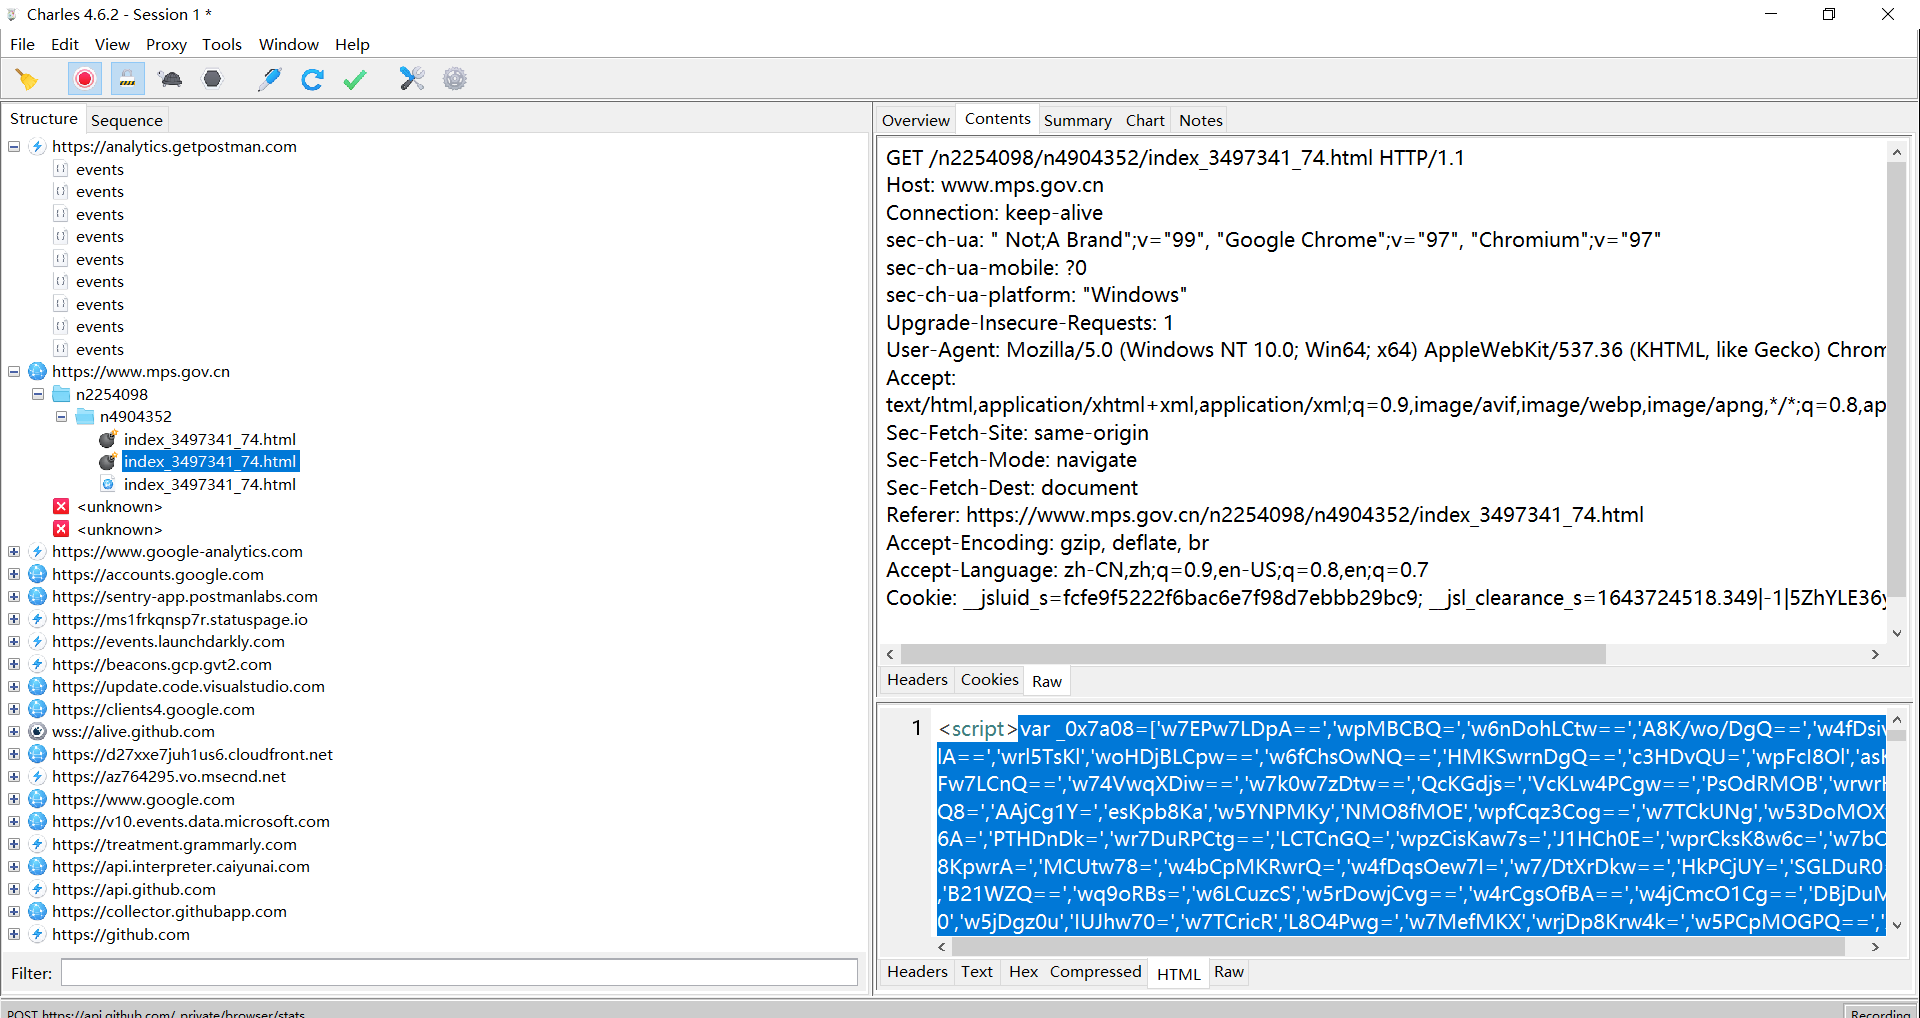 Charles 4.6.2 - Session 1 *
File Edit View Proxy Tools Window Help
Structure Sequence
https://analytics.getpostman.com
events
events
events
events
events
events
events
events
events
https://www.mps.gov.cn
n2254098
n4904352
index_3497341_74.html
index_3497341_74.html
index_3497341_74.html
<unknown>
<unknown>
https://www.google-analytics.com
https://accounts.google.com
https://sentry-app.postmanlabs.com
https://ms1frkqnsp7r.statuspage.io
https://events.launchdarkly.com
https://beacons.gcp.gvt2.com
https://update.code.visualstudio.com
https://clients4.google.com
wss://alive.github.com
https://d27xxe7juh1us6.cloudfront.net
https://az764295.vo.msecnd.net
https://www.google.com
https://v10.events.data.microsoft.com
https://treatment.grammarly.com
https://api.interpreter.caiyunai.com
https://api.github.com
https://collector.githubapp.com
https://github.com
Filter:
Overview Contents Summary Chart Notes
GET /n2254098/n4904352/index_3497341_74.html HTTP/1.1
Host: www.mps.gov.cn
Connection: keep-alive
sec-ch-ua: " Not;A Brand";v="99", "Google Chrome";v="97", "Chromium";v="97"
sec-ch-ua-mobile: ?0
sec-ch-ua-platform: "Windows"
Upgrade-Insecure-Requests: 1
User-Agent: Mozilla/5.0 (Windows NT 10.0; Win64; x64) AppleWebKit/537.36 (KHTML, like Gecko) Chrom
Accept:
text/html,application/xhtml+xml,application/xml;q=0.9,image/avif,image/webp,image/apng,*/*;q=0.8,ap
Sec-Fetch-Site: same-origin
Sec-Fetch-Mode: navigate
Sec-Fetch-Dest: document
Referer: https://www.mps.gov.cn/n2254098/n4904352/index_3497341_74.html
Accept-Encoding: gzip, deflate, br
Accept-Language: zh-CN,zh;q=0.9,en-US;q=0.8,en;q=0.7
Cookie: __jsluid_s=fcfe9f5222f6bac6e7f98d7ebbb29bc9; __jsl_clearance_s=1643724518.349|-1|5ZhYLE36y
Headers Cookies Raw
1 <script>var _0x7a08=['w7EPw7LDpA==','wpMBCBQ=','w6nDohLCtw==','A8K/wo/DgQ==','w4fDsiv
lA==','wrl5TsKl','woHDjBLCpw==','w6fChsOwNQ==','HMKSwrnDgQ==','c3HDvQU=','wpFcI8Ol','asK
Fw7LCnQ==','w74VwqXDiw==','w7k0w7zDtw==','QcKGdjs=','VcKLw4PCgw==','PsOdRMOB','wrwrH
Q8=','AAjCg1Y=','esKpb8Ka','w5YNPMKy','NMO8fMOE','wpfCqz3Cog==','w7TCkUNg','w53DoMOX
6A=','PTHDnDk=','wr7DuRPCtg==','LCTCnGQ=','wpzCisKaw7s=','J1HCh0E=','wprCksK8w6c=','w7bC
8KpwrA=','MCUtw78=','w4bCpMKRwrQ=','w4fDqsOew7I=','w7/DtXrDkw==','HkPCjUY=','SGLDuR0
,'B21WZQ==','wq9oRBs=','w6LCuzcS','w5rDowjCvg==','w4rCgsOfBA==','w4jCmcO1Cg==','DBjDuM
0','w5jDgz0u','IUJhw70=','w7TCricR','L8O4Pwg=','w7MefMKX','wrjDp8Krw4k=','w5PCpMOGPQ==',
Headers Text Hex Compressed HTML Raw
POST https://api.github.com/_private/browser/stats
Recording